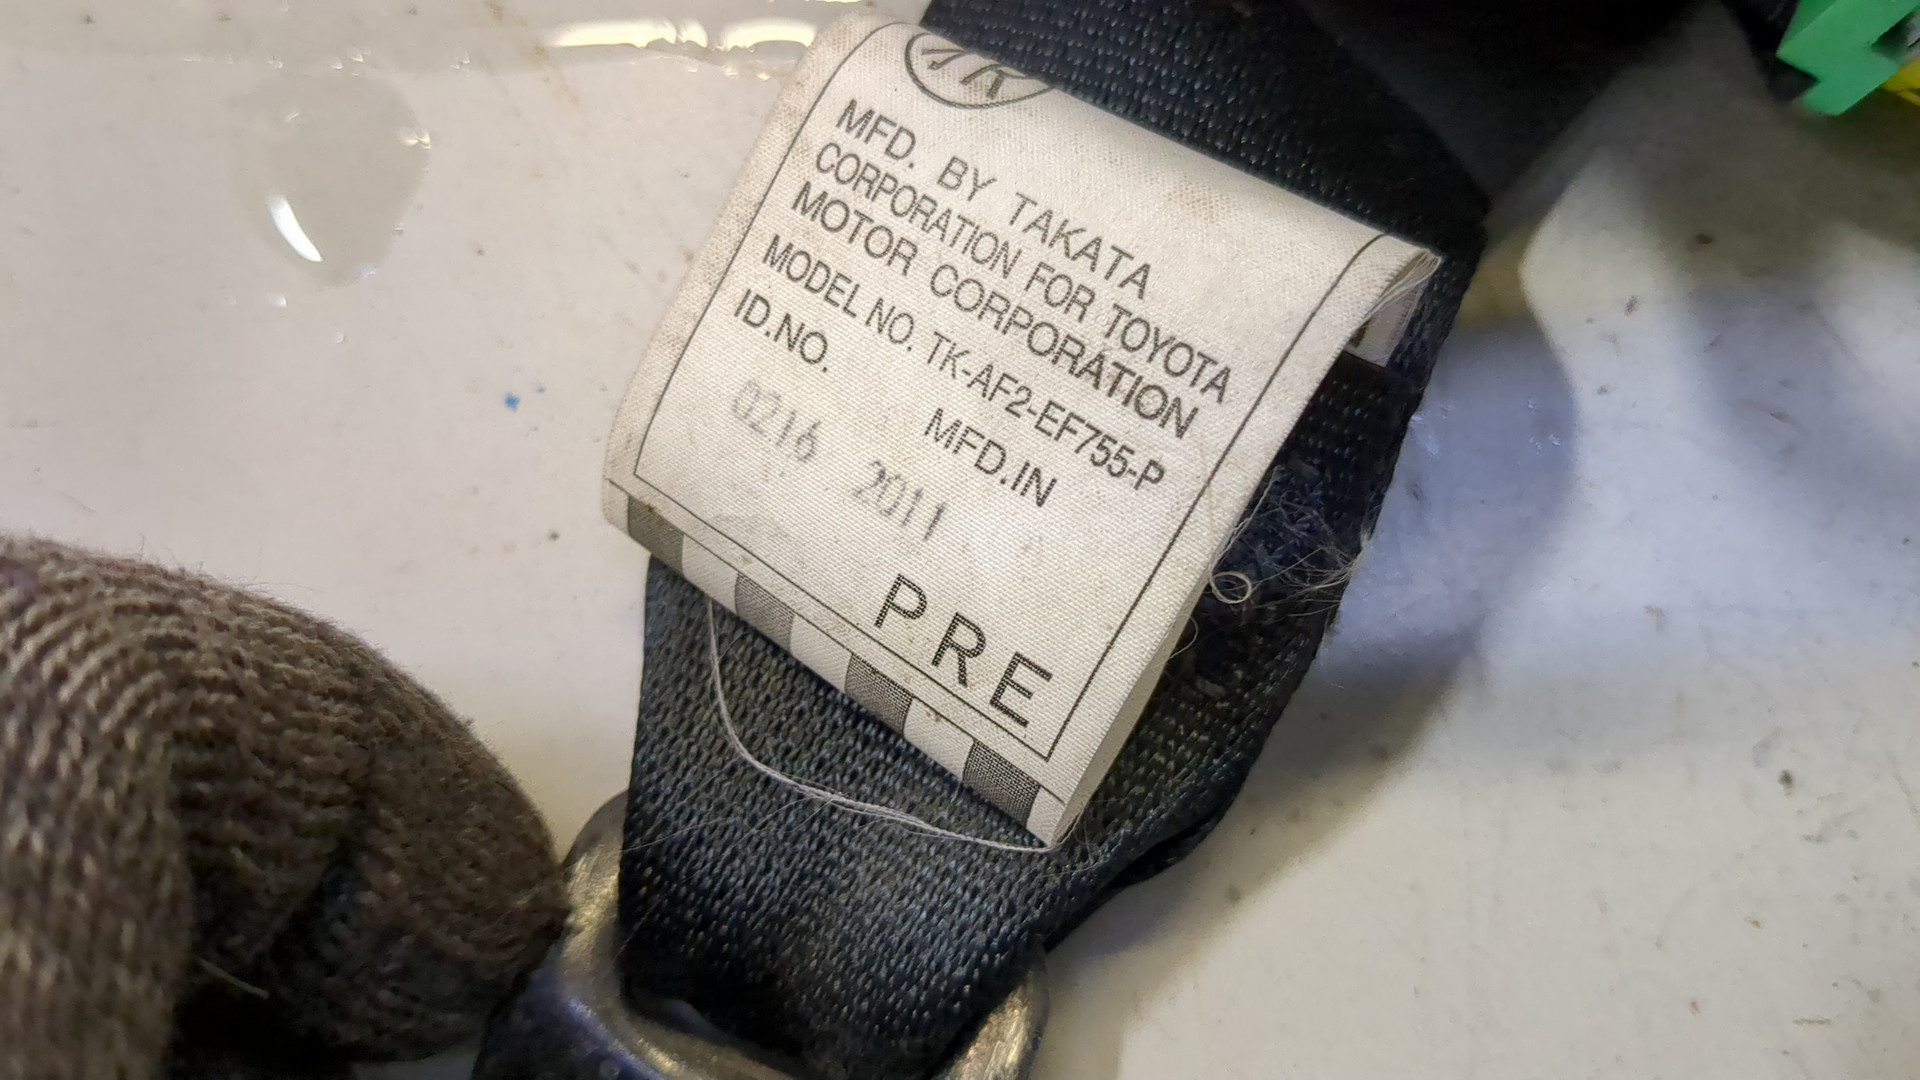 TK
MFD. BY TAKATA
CORPORATION FOR TOYOTA
MOTOR CORPORATION
MODEL NO. TK-AF2-EF755-P
ID.NO. MFD.IN
0216 2011
PRE